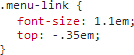 .menu-link {
  font-size: 1.1em;
  top: -.35em;
}